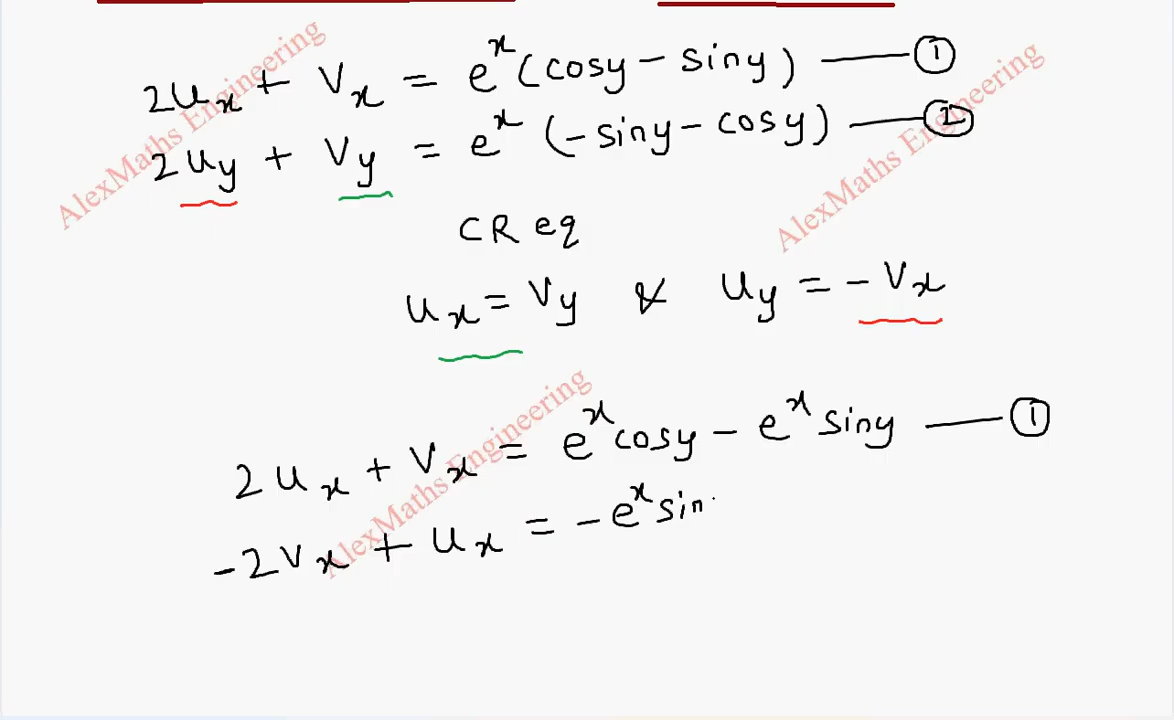 2Ux + Vx = e^x (cosy - siny) —— ①
2Uy + Vy = e^x (-siny - cosy) —— ②
CR eq
Ux = Vy & Uy = -Vx
2Ux + Vx = e^x cosy - e^x siny —— ①
-2Vx + Ux = -e^x sin
AlexMaths Engineering
AlexMaths Engineering
AlexMaths Engineering